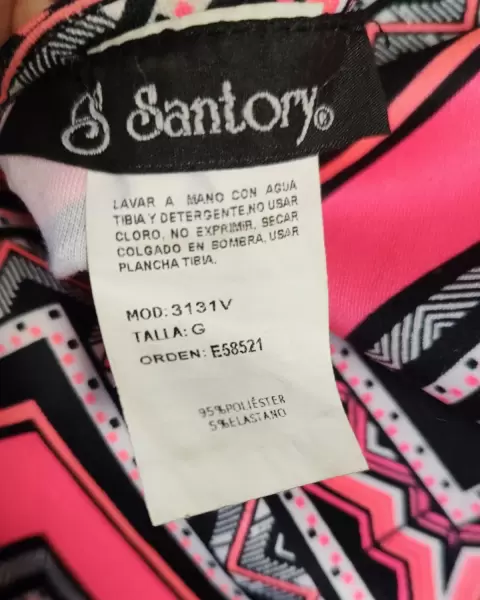 S Santory©
LAVAR A MANO CON AGUA
TIBIA Y DETERGENTE,NO USAR
CLORO, NO EXPRIMIR, SECAR
COLGADO EN SOMBRA, USAR
PLANCHA TIBIA.
MOD:3131V
TALLA:G
ORDEN:E58521
95%POLIÉSTER
5%ELASTANO